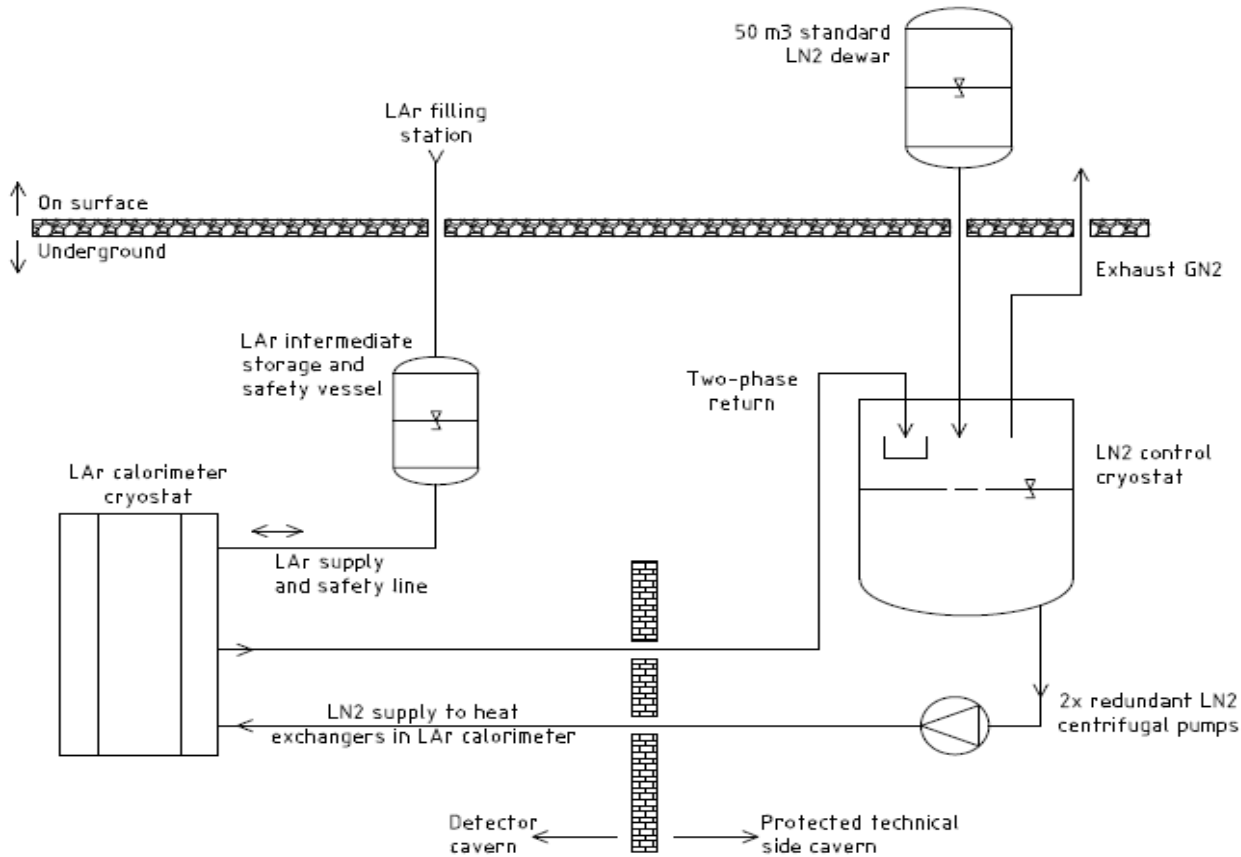 50 m3 standard
LN2 dewar
LAr filling
station
On surface
Underground
Exhaust GN2
LAr intermediate
storage and
safety vessel
Two-phase
return
LN2 control
cryostat
LAr calorimeter
cryostat
LAr supply
and safety line
LN2 supply to heat
exchangers in LAr calorimeter
2x redundant LN2
centrifugal pumps
Detector
cavern
Protected technical
side cavern